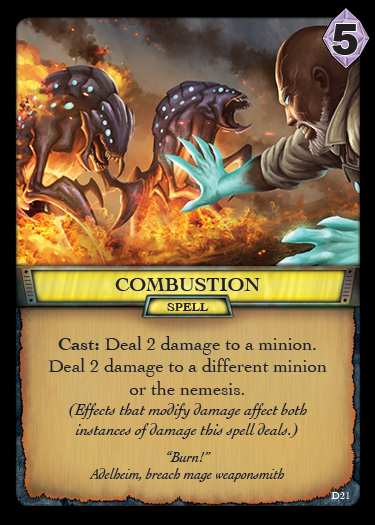 5
COMBUSTION
SPELL
Cast: Deal 2 damage to a minion.
Deal 2 damage to a different minion
or the nemesis.
(Effects that modify damage affect both
instances of damage this spell deals.)
"Burn!"
Adelheim, breach mage weaponsmith
D21